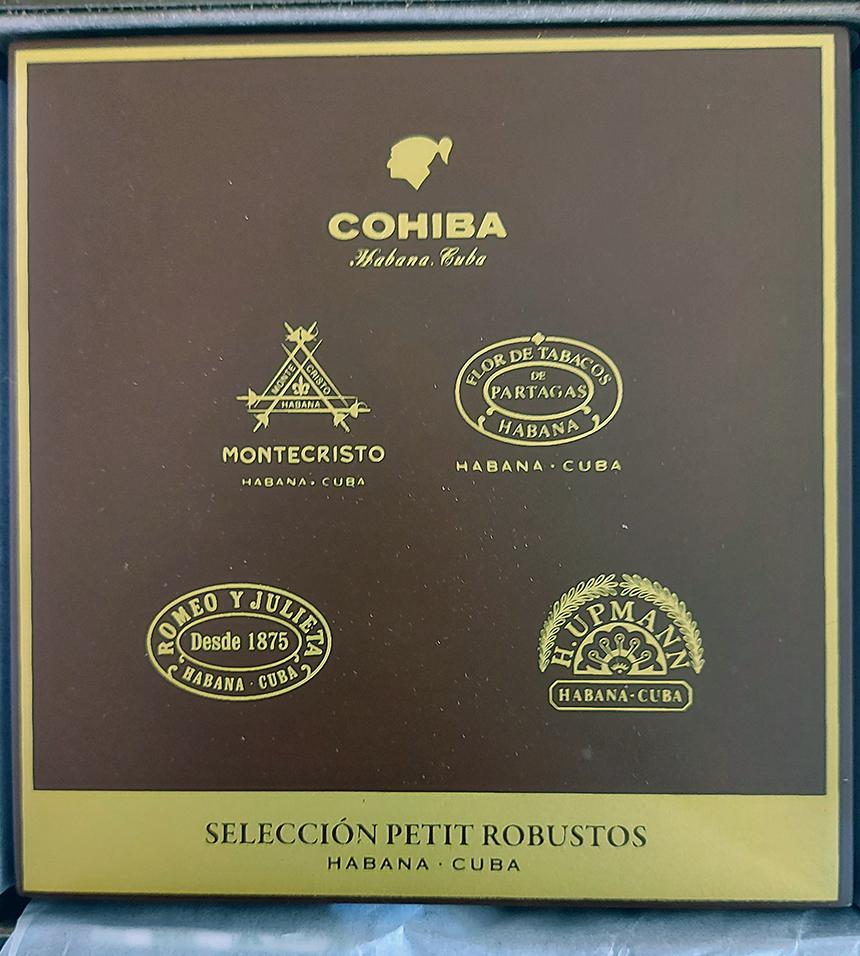 COHIBA
Habana, Cuba
MONTE CRISTO
HABANA
MONTECRISTO
HABANA · CUBA
FLOR DE TABACOS
DE
PARTAGAS
HABANA
HABANA · CUBA
ROMEO Y JULIETA
Desde 1875
HABANA · CUBA
H. UPMANN
HABANA-CUBA
SELECCIÓN PETIT ROBUSTOS
HABANA · CUBA